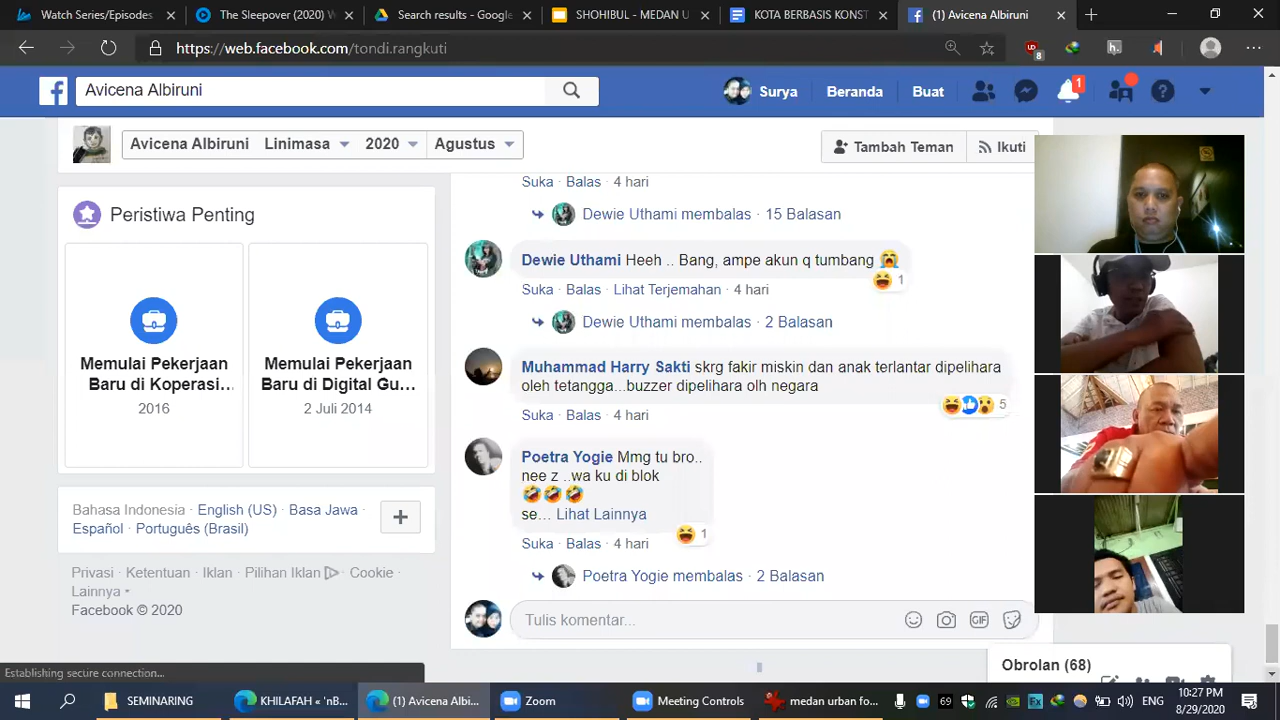 Watch Series/Episodes
The Sleepover (2020) W
Search results - Google
SHOHIBUL - MEDAN U
KOTA BERBASIS KONST
(1) Avicena Albiruni
https://web.facebook.com/tondi.rangkuti
8
Avicena Albiruni
Surya
Beranda
Buat
1
Avicena Albiruni
Linimasa
2020
Agustus
Tambah Teman
Ikuti
Peristiwa Penting
Memulai Pekerjaan
Baru di Koperasi...
2016
Memulai Pekerjaan
Baru di Digital Gu...
2 Juli 2014
Bahasa Indonesia · English (US) · Basa Jawa ·
Español · Português (Brasil)
Privasi · Ketentuan · Iklan · Pilihan Iklan · Cookie ·
Lainnya
Facebook © 2020
Suka · Balas · 4 hari
Dewie Uthami membalas · 15 Balasan
Dewie Uthami Heeh .. Bang, ampe akun q tumbang 😭
1
Suka · Balas · Lihat Terjemahan · 4 hari
Dewie Uthami membalas · 2 Balasan
Muhammad Harry Sakti skrg fakir miskin dan anak terlantar dipelihara
oleh tetangga...buzzer dipelihara olh negara
5
Suka · Balas · 4 hari
Poetra Yogie Mmg tu bro..
nee z ..wa ku di blok
🤣🤣🤣
se... Lihat Lainnya
1
Suka · Balas · 4 hari
Poetra Yogie membalas · 2 Balasan
Tulis komentar...
GIF
Obrolan (68)
Establishing secure connection...
SEMINARING
KHILAFAH « 'nB...
(1) Avicena Albi...
Zoom
Meeting Controls
medan urban fo...
69
ENG
10:27 PM
8/29/2020